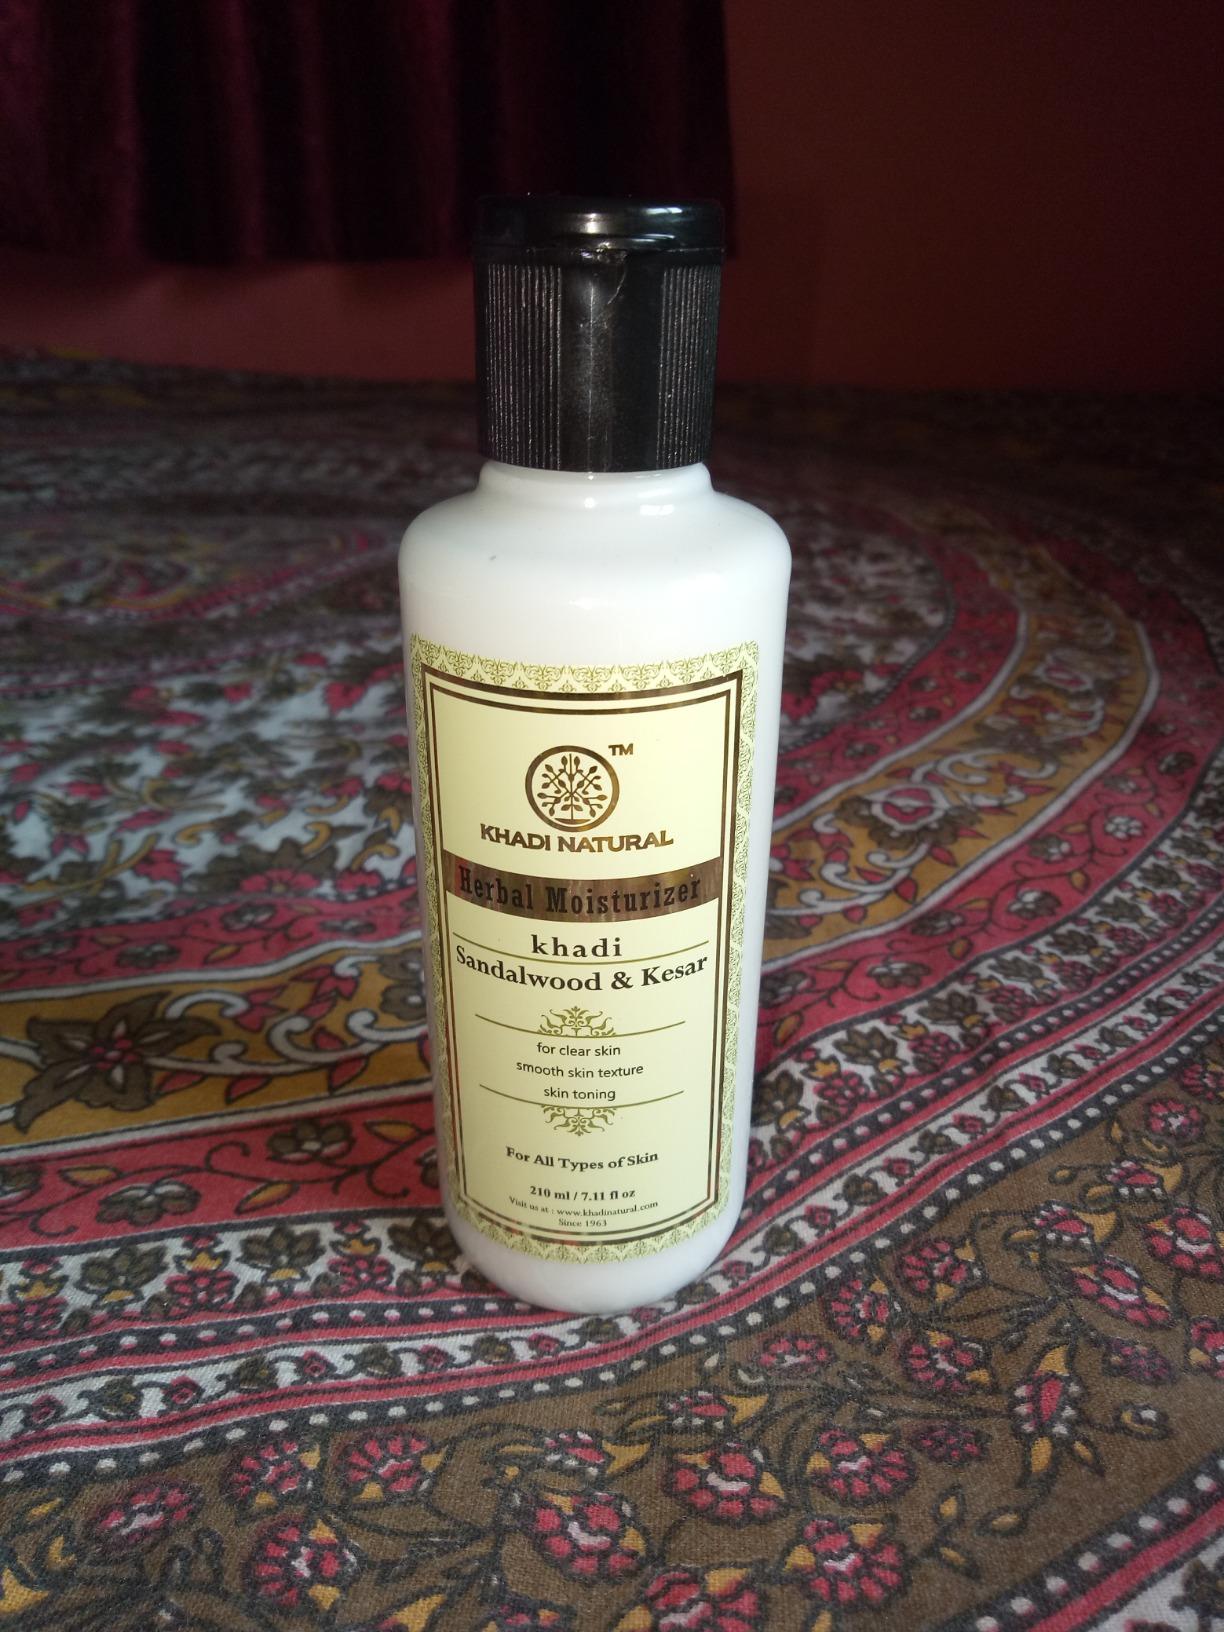 TM
KHADI NATURAL
Herbal Moisturizer
khadi
Sandalwood & Kesar
for clear skin
smooth skin texture
skin toning
For All Types of Skin
210 ml / 7.11 fl oz
Visit us at : www.khadinatural.com
Since 1963